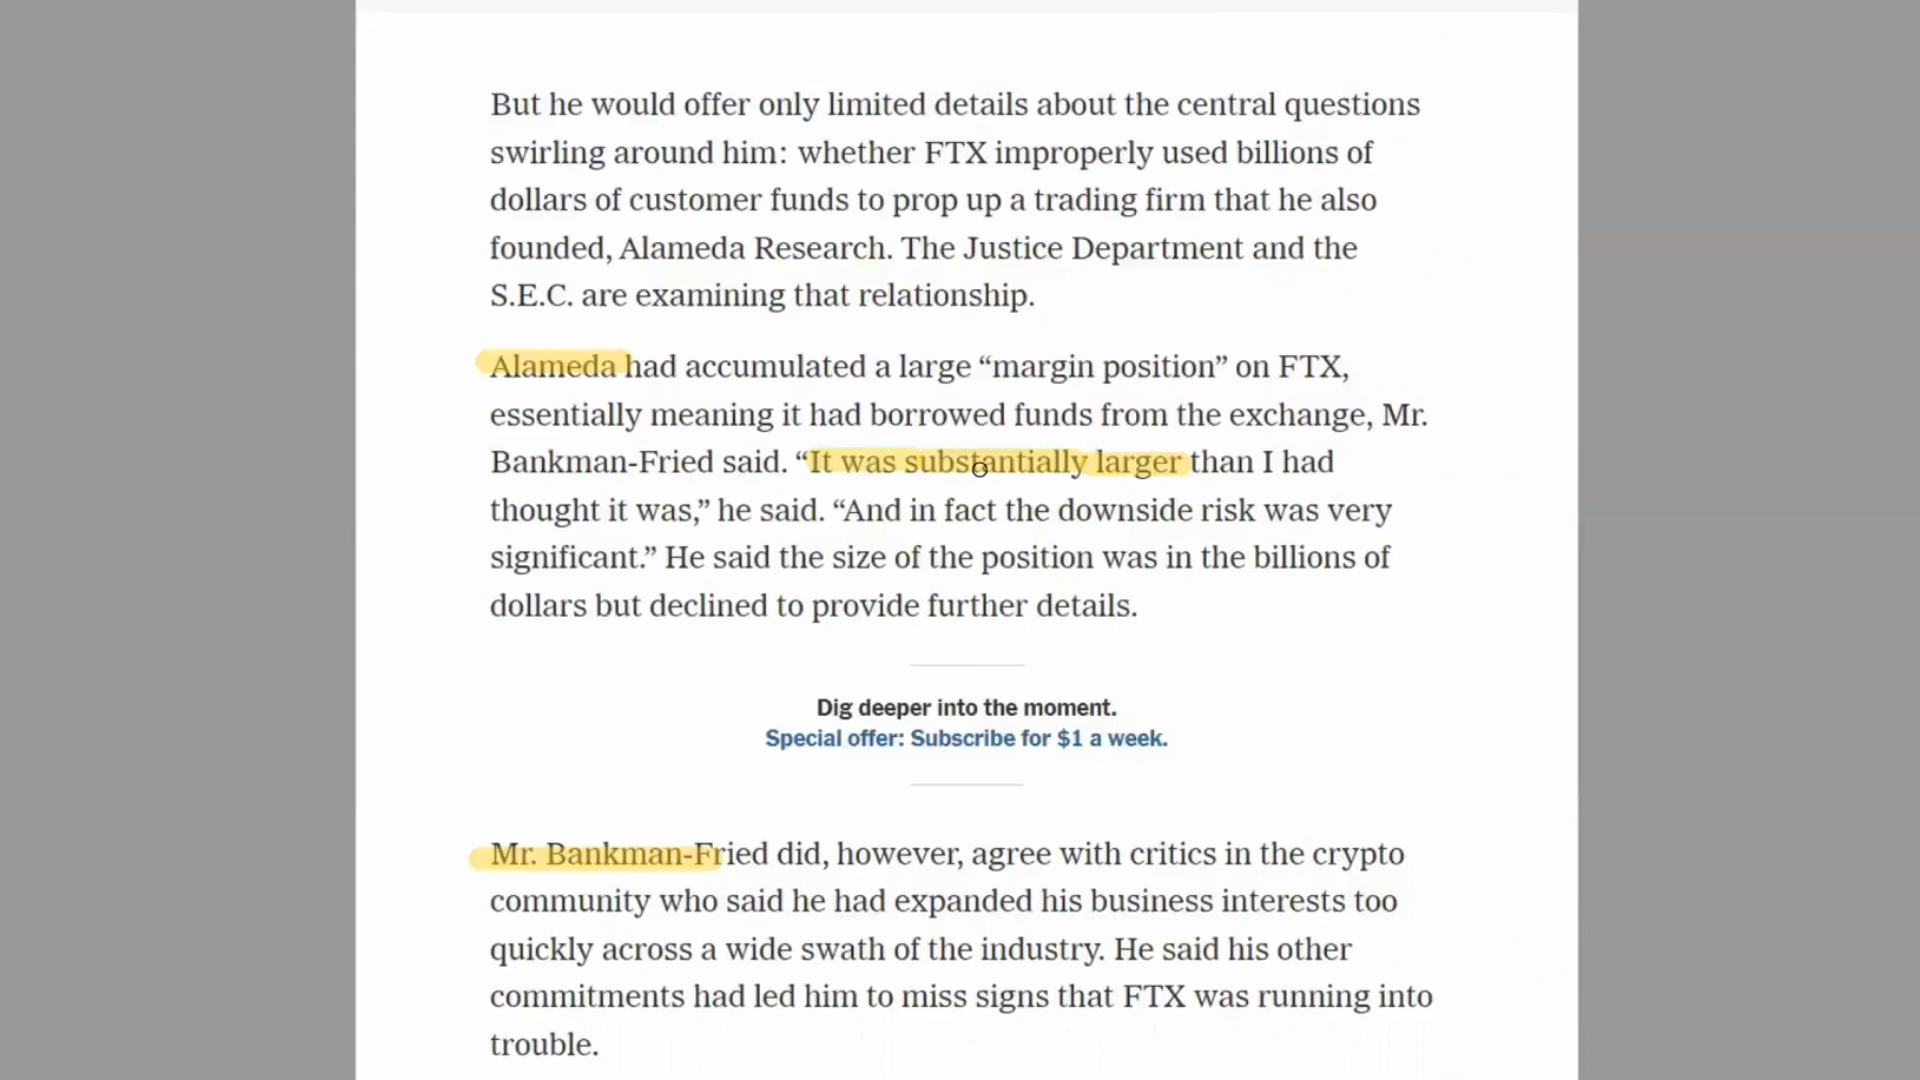 But he would offer only limited details about the central questions
swirling around him: whether FTX improperly used billions of
dollars of customer funds to prop up a trading firm that he also
founded, Alameda Research. The Justice Department and the
S.E.C. are examining that relationship.
Alameda had accumulated a large “margin position” on FTX,
essentially meaning it had borrowed funds from the exchange, Mr.
Bankman-Fried said. “It was substantially larger than I had
thought it was,” he said. “And in fact the downside risk was very
significant.” He said the size of the position was in the billions of
dollars but declined to provide further details.
Dig deeper into the moment.
Special offer: Subscribe for $1 a week.
Mr. Bankman-Fried did, however, agree with critics in the crypto
community who said he had expanded his business interests too
quickly across a wide swath of the industry. He said his other
commitments had led him to miss signs that FTX was running into
trouble.